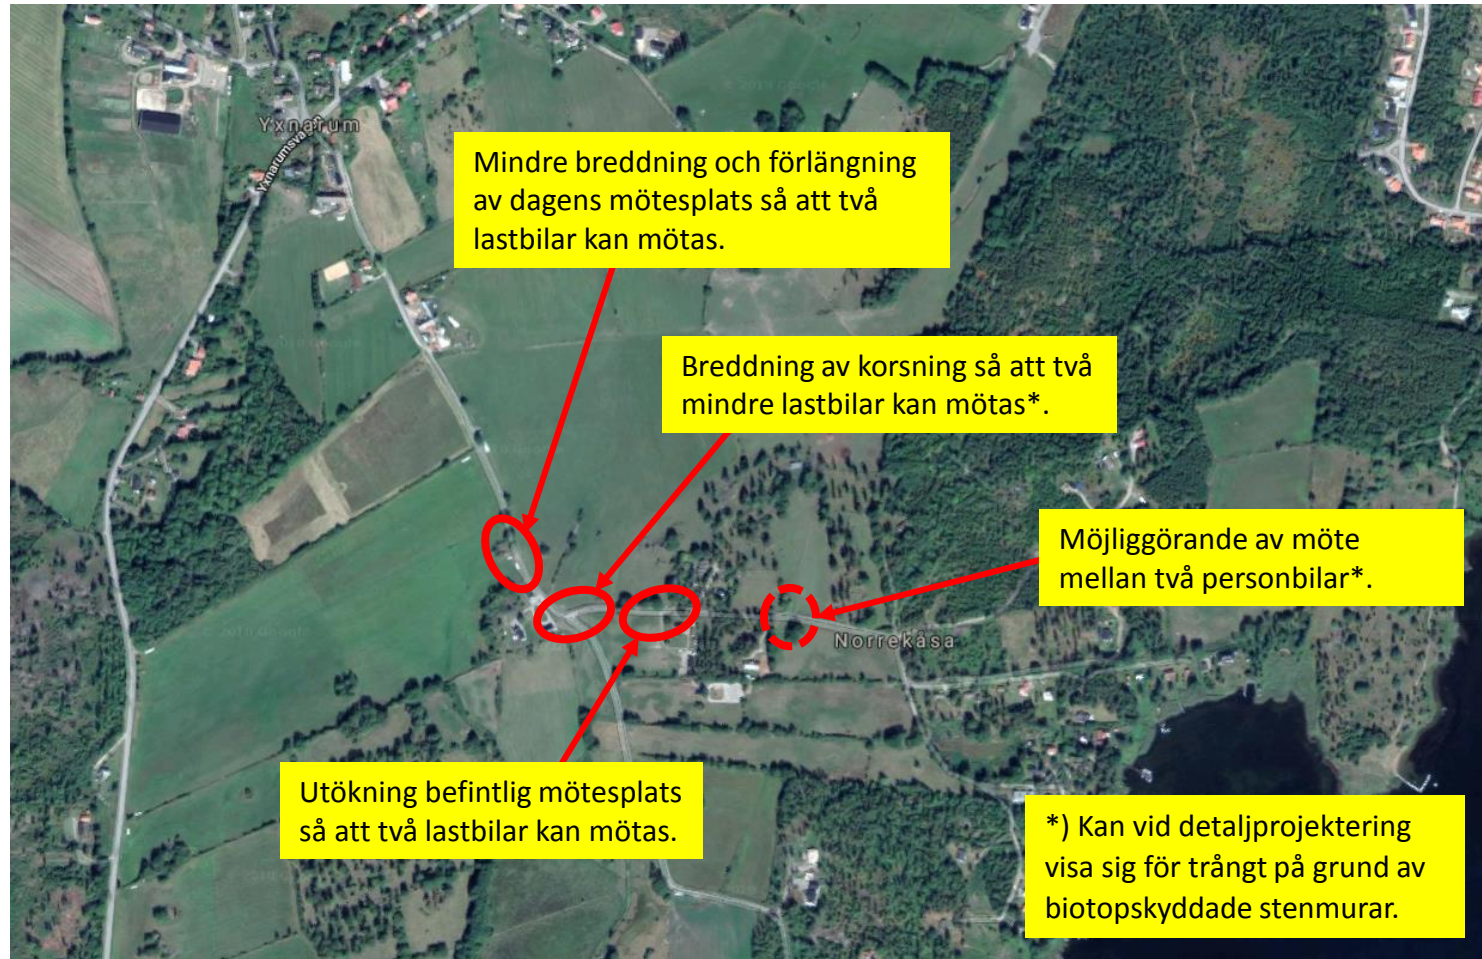 Yxnarum
Yxnarumsvägen
Mindre breddning och förlängning
av dagens mötesplats så att två
lastbilar kan mötas.
Breddning av korsning så att två
mindre lastbilar kan mötas*.
Möjliggörande av möte
mellan två personbilar*.
Norrekåsa
Utökning befintlig mötesplats
så att två lastbilar kan mötas.
*) Kan vid detaljprojektering
visa sig för trångt på grund av
biotopskyddade stenmurar.